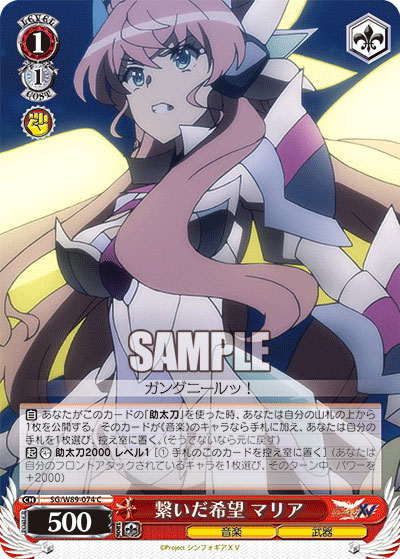 LEVEL
1
1
COST
SAMPLE
ガングニールッ！
自 あなたがこのカードの「助太刀」を使った時、あなたは自分の山札の上から
1枚を公開する。そのカードが《音楽》のキャラなら手札に加え、あなたは自分の
手札を1枚選び、控え室に置く。（そうでないなら元に戻す）
起 助太刀2000 レベル1 ［① 手札のこのカードを控え室に置く］（あなたは
自分のフロントアタックされているキャラを1枚選び、そのターン中、パワーを
+2000）
CH SG/W89-074 C
500
繋いだ希望 マリア
音楽 武器
©Project シンフォギアＸＶ